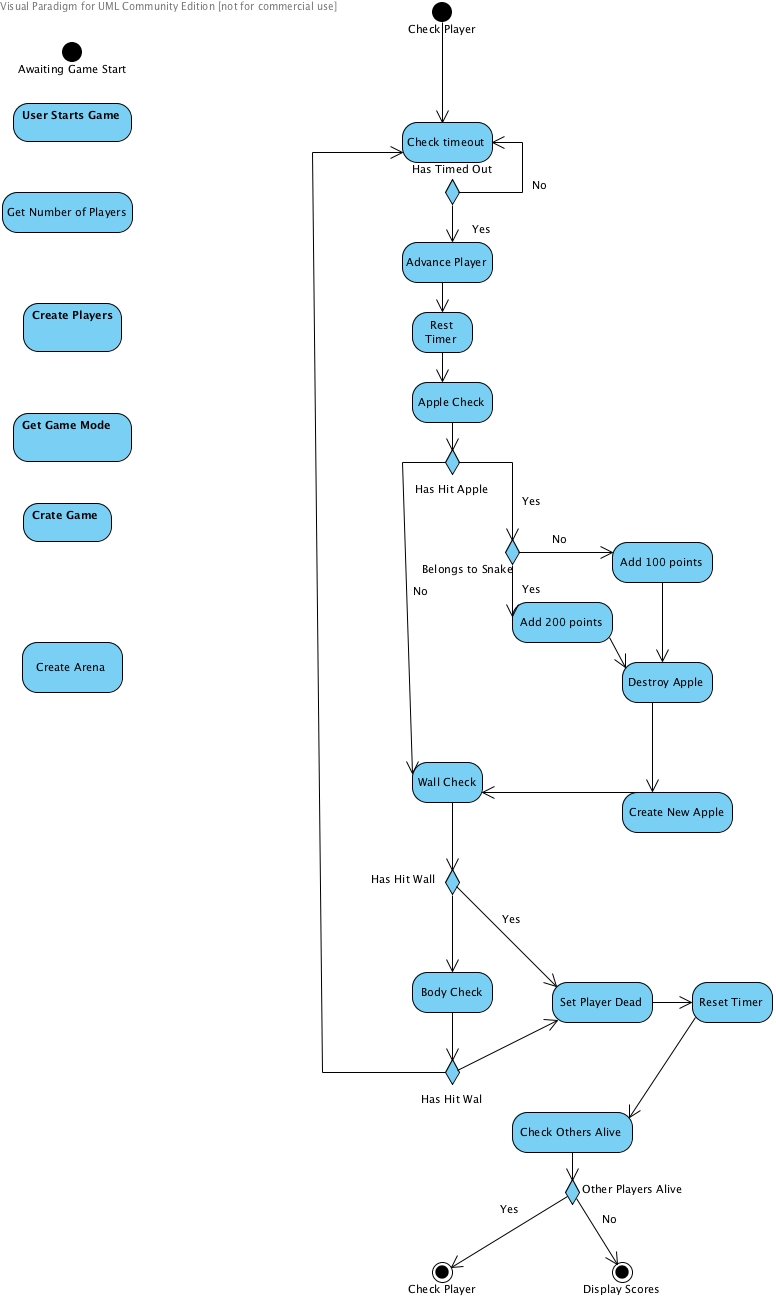 Visual Paradigm for UML Community Edition [not for commercial use]
Check Player
Awaiting Game Start
User Starts Game
Get Number of Players
Create Players
Get Game Mode
Crate Game
Create Arena
Check timeout
Has Timed Out
No
Yes
Advance Player
Rest
Timer
Apple Check
Has Hit Apple
Yes
No
Belongs to Snake
Add 100 points
No
Yes
Add 200 points
Destroy Apple
Wall Check
Create New Apple
Has Hit Wall
Yes
Body Check
Set Player Dead
Reset Timer
Has Hit Wal
Check Others Alive
Other Players Alive
Yes
No
Check Player
Display Scores